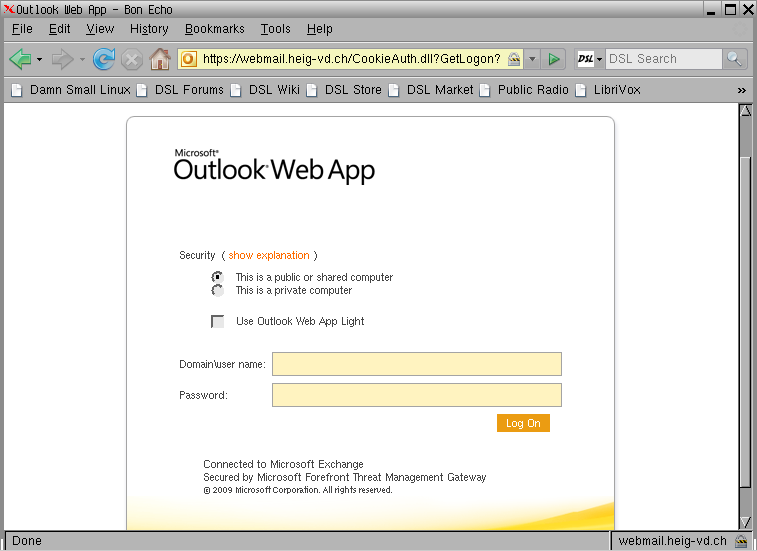 Outlook Web App - Bon Echo
File Edit View History Bookmarks Tools Help
https://webmail.heig-vd.ch/CookieAuth.dll?GetLogon? DSL DSL Search
Damn Small Linux DSL Forums DSL Wiki DSL Store DSL Market Public Radio LibriVox »
Microsoft®
Outlook® Web App
Security ( show explanation )
This is a public or shared computer
This is a private computer
Use Outlook Web App Light
Domain\user name:
Password:
Log On
Connected to Microsoft Exchange
Secured by Microsoft Forefront Threat Management Gateway
© 2009 Microsoft Corporation. All rights reserved.
Done webmail.heig-vd.ch